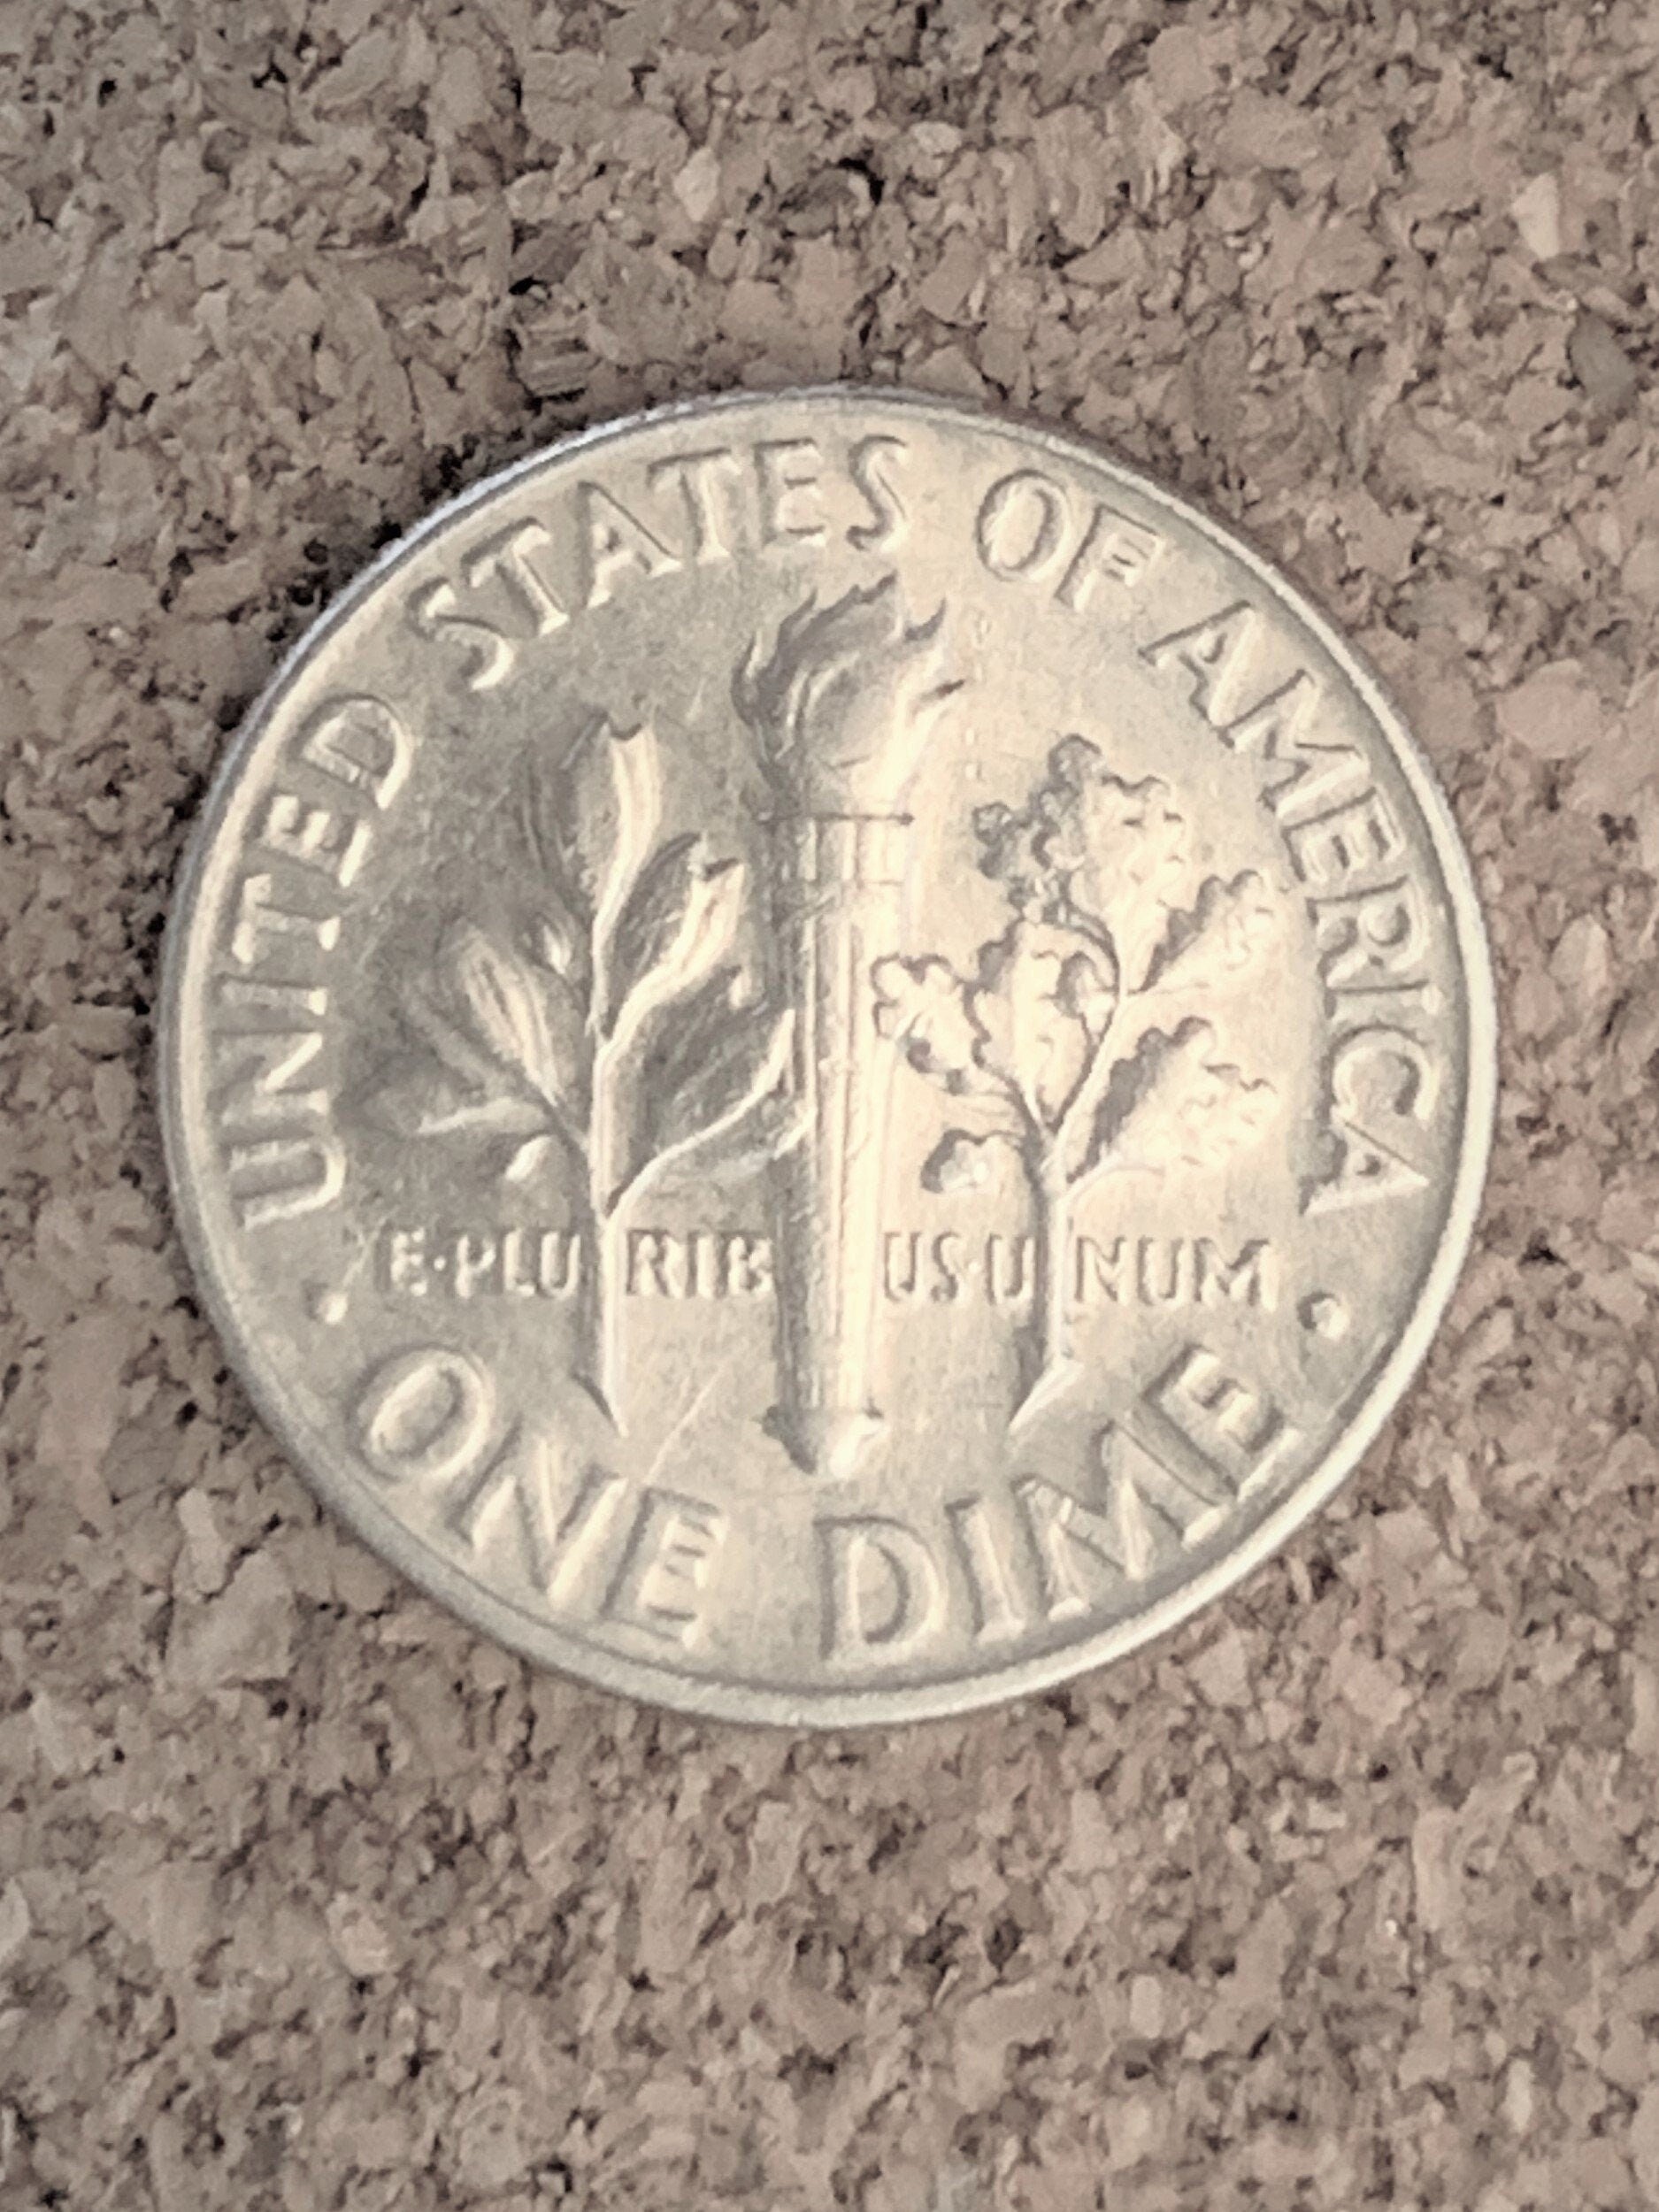 UNITED STATES OF AMERICA
E·PLU RIB US·U NUM
· ONE DIME ·